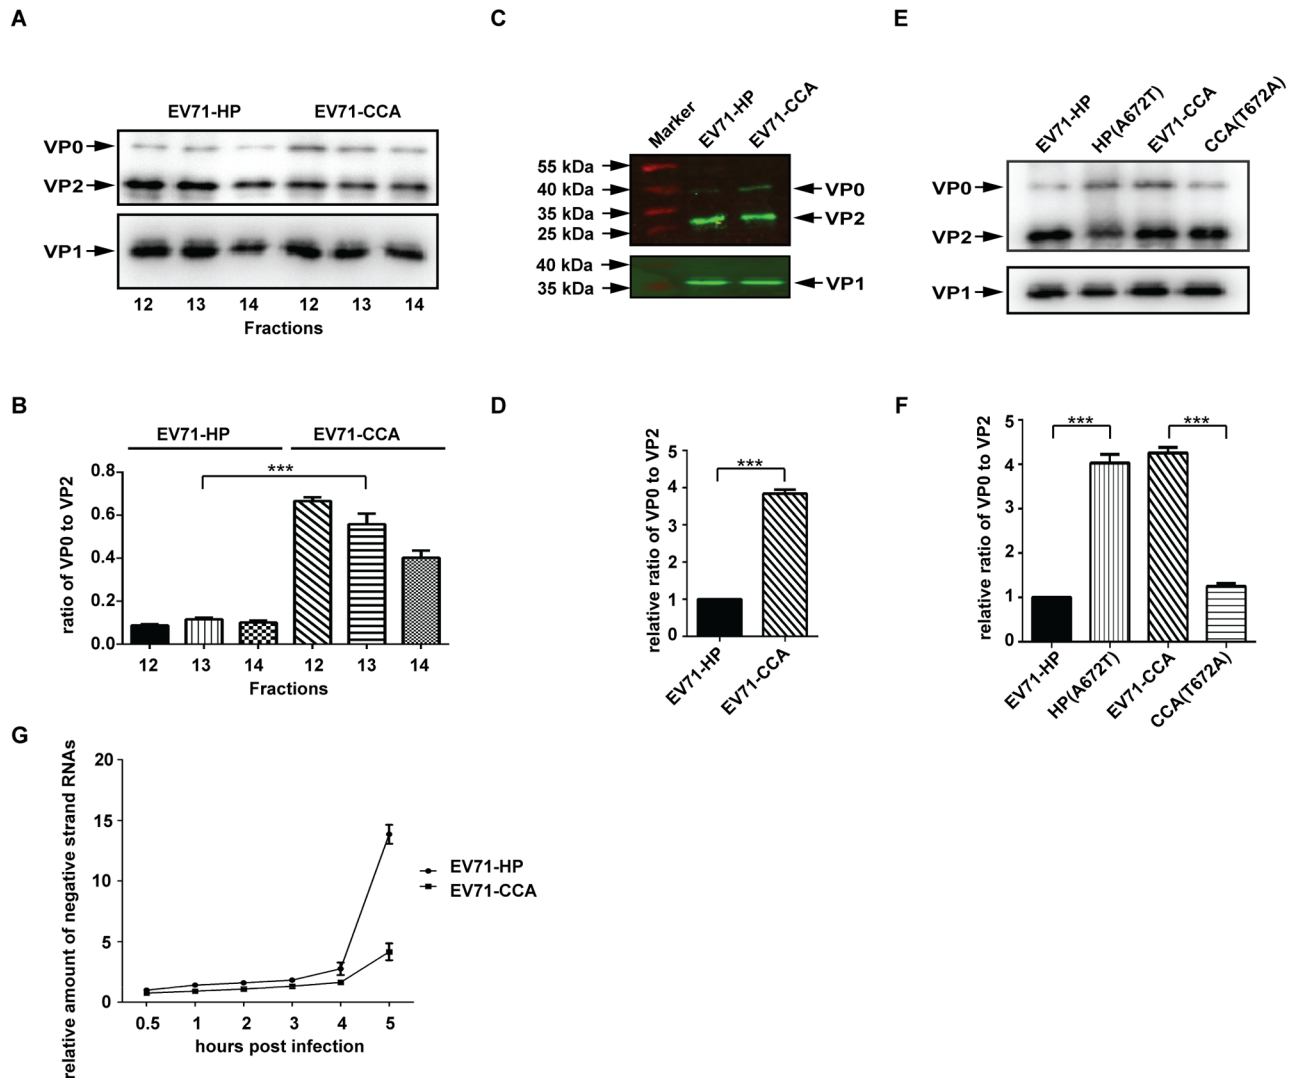 A
EV71-HP EV71-CCA
VP0
VP2
VP1
12 13 14 12 13 14
Fractions
B
EV71-HP EV71-CCA
***
ratio of VP0 to VP2
0.8
0.6
0.4
0.2
0.0
12 13 14 12 13 14
Fractions
C
Marker EV71-HP EV71-CCA
55 kDa
40 kDa VP0
35 kDa VP2
25 kDa
40 kDa
35 kDa VP1
D
relative ratio of VP0 to VP2
5
4
3
2
1
0
***
EV71-HP EV71-CCA
E
EV71-HP HP(A672T) EV71-CCA CCA(T672A)
VP0
VP2
VP1
F
relative ratio of VP0 to VP2
5
4
3
2
1
0
*** ***
EV71-HP HP(A672T) EV71-CCA CCA(T672A)
G
relative amount of negative strand RNAs
20
15
10
5
0
0.5 1 2 3 4 5
hours post infection
EV71-HP
EV71-CCA